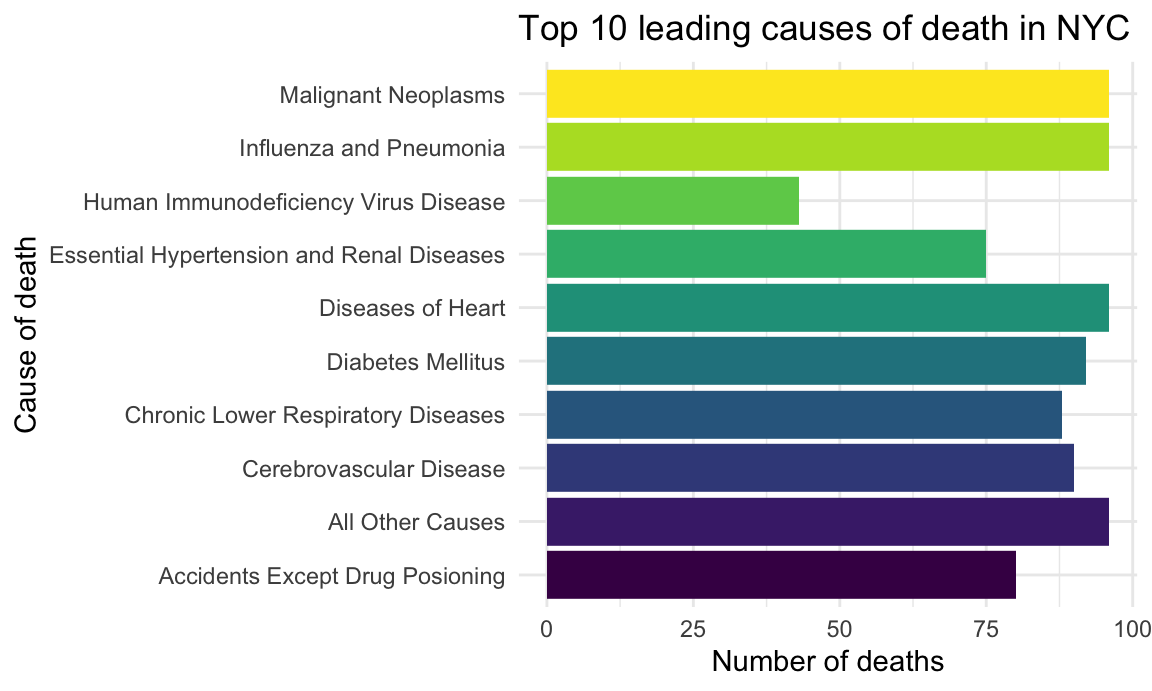 Top 10 leading causes of death in NYC
Cause of death
Malignant Neoplasms
Influenza and Pneumonia
Human Immunodeficiency Virus Disease
Essential Hypertension and Renal Diseases
Diseases of Heart
Diabetes Mellitus
Chronic Lower Respiratory Diseases
Cerebrovascular Disease
All Other Causes
Accidents Except Drug Posioning
0 25 50 75 100
Number of deaths